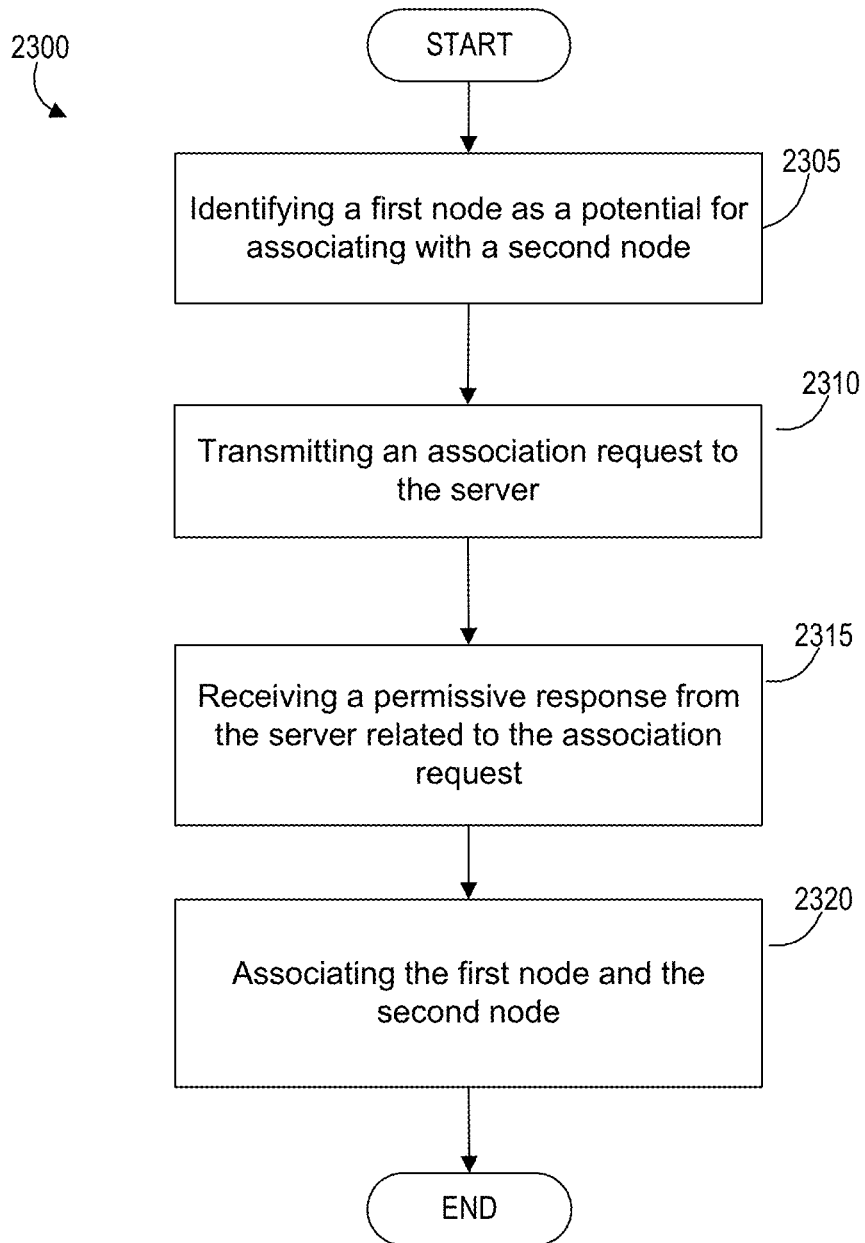 2300
START
2305
Identifying a first node as a potential for
associating with a second node
2310
Transmitting an association request to
the server
2315
Receiving a permissive response from
the server related to the association
request
2320
Associating the first node and the
second node
END